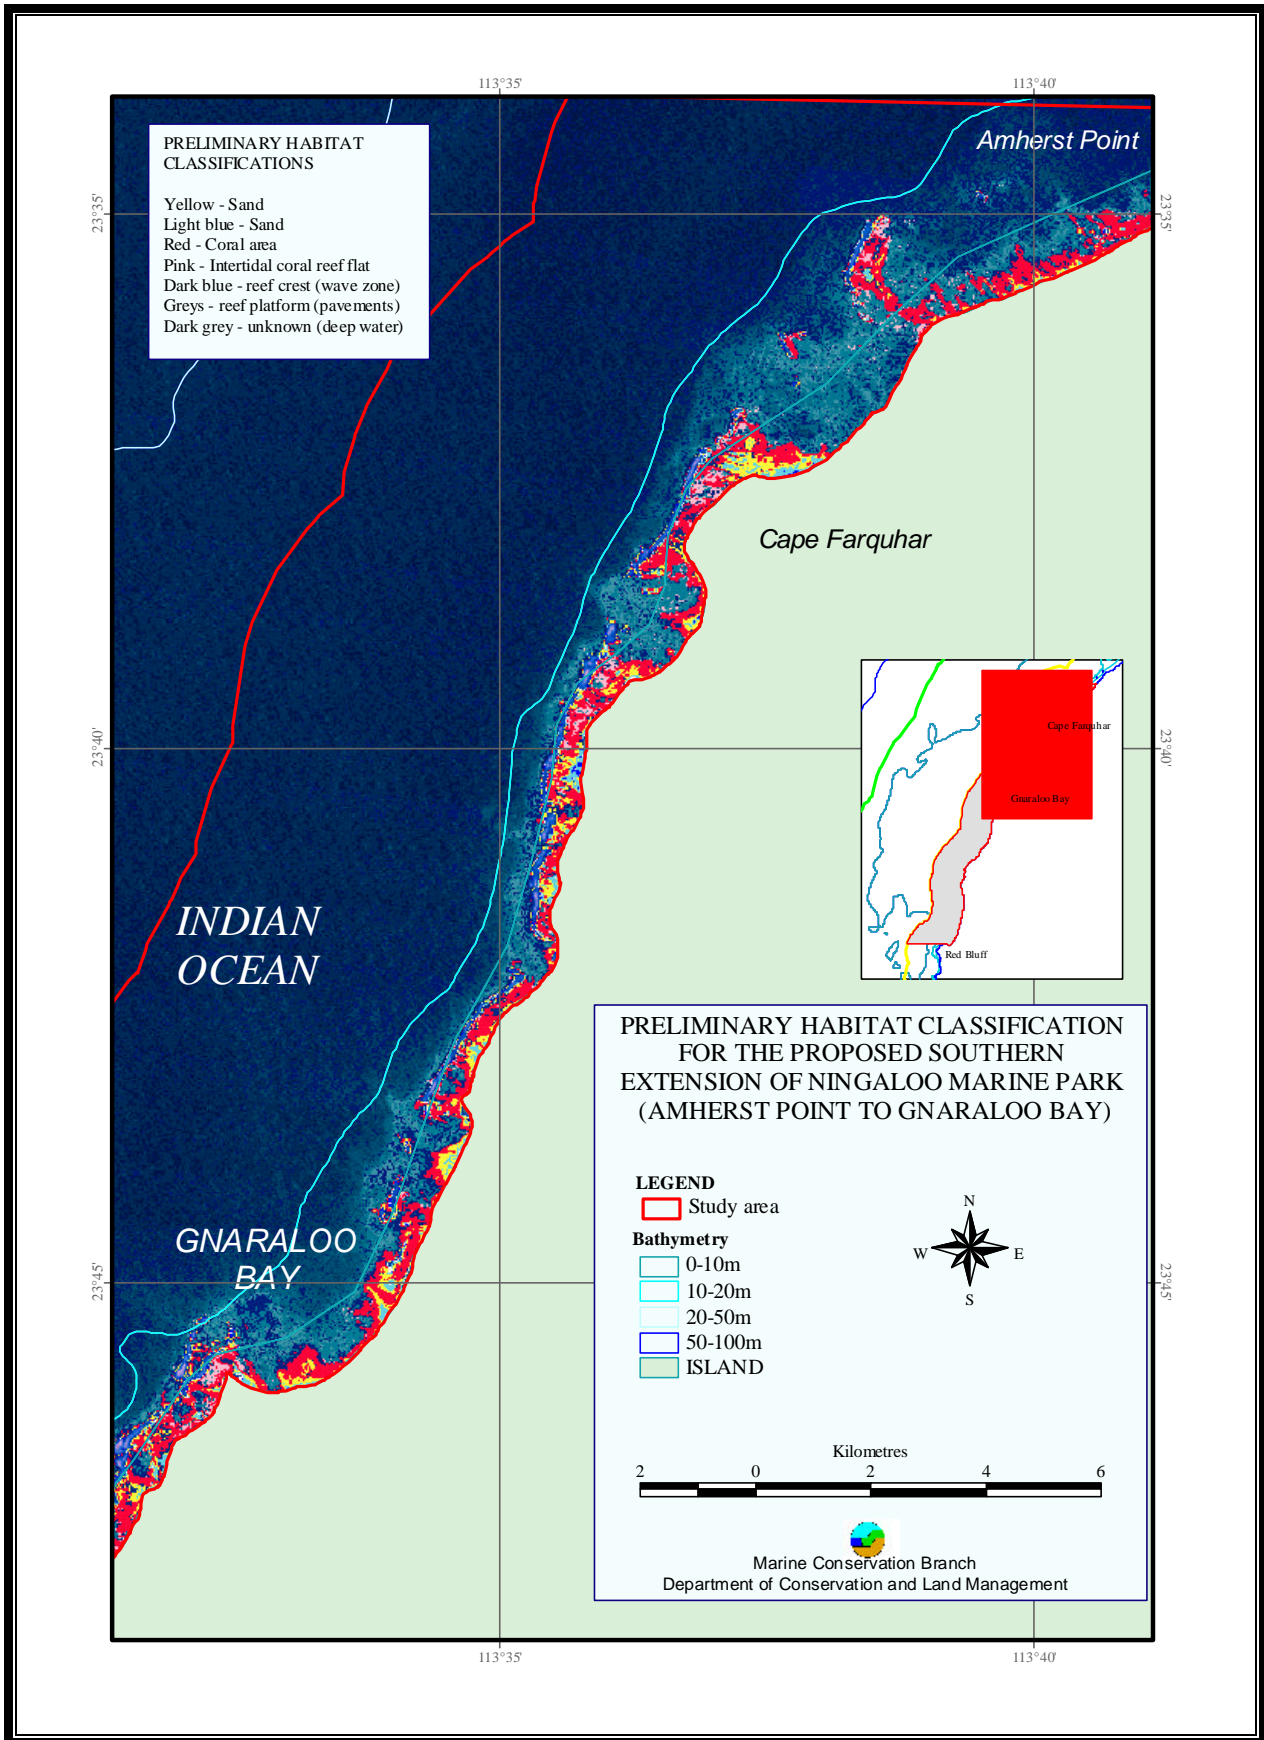 113°35'
113°40'
PRELIMINARY HABITAT
CLASSIFICATIONS
Yellow - Sand
Light blue - Sand
Red - Coral area
Pink - Intertidal coral reef flat
Dark blue - reef crest (wave zone)
Greys - reef platform (pavements)
Dark grey - unknown (deep water)
Amherst Point
23°35'
23°35'
Cape Farquhar
23°40'
23°40'
Cape Farquhar
Gnaraloo Bay
Red Bluff
INDIAN
OCEAN
PRELIMINARY HABITAT CLASSIFICATION
FOR THE PROPOSED SOUTHERN
EXTENSION OF NINGALOO MARINE PARK
(AMHERST POINT TO GNARALOO BAY)
LEGEND
Study area
Bathymetry
0-10m
10-20m
20-50m
50-100m
ISLAND
N
W
E
S
GNARALOO
BAY
23°45'
23°45'
Kilometres
2 0 2 4 6
Marine Conservation Branch
Department of Conservation and Land Management
113°35'
113°40'